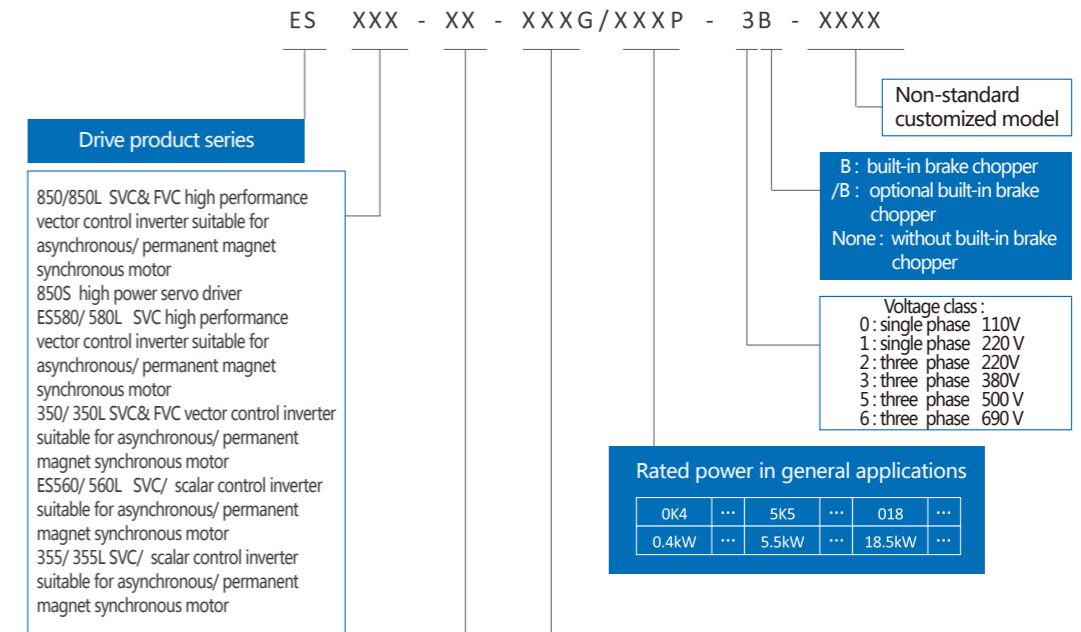 ES XXX - XX - XXXG/XXXP - 3B - XXXX
Non-standard
customized model
Drive product series
B : built-in brake chopper
/B : optional built-in brake
chopper
None : without built-in brake
chopper
850/850L SVC& FVC high performance
vector control inverter suitable for
asynchronous/ permanent magnet
synchronous motor
850S high power servo driver
ES580/ 580L SVC high performance
vector control inverter suitable for
asynchronous/ permanent magnet
synchronous motor
350/ 350L SVC& FVC vector control inverter
suitable for asynchronous/ permanent
magnet synchronous motor
ES560/ 560L SVC/ scalar control inverter
suitable for asynchronous/ permanent
magnet synchronous motor
355/ 355L SVC/ scalar control inverter
suitable for asynchronous/ permanent
magnet synchronous motor
Voltage class :
0 : single phase 110V
1 : single phase 220 V
2 : three phase 220V
3 : three phase 380V
5 : three phase 500 V
6 : three phase 690 V
Rated power in general applications
0K4 ··· 5K5 ··· 018 ···
0.4kW ··· 5.5kW ··· 18.5kW ···